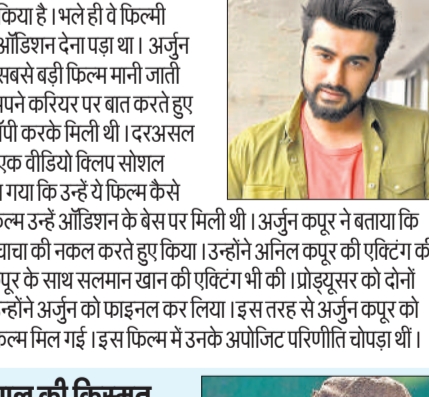 किया है । भले ही वे फिल्मी
ऑडिशन देना पड़ा था । अर्जुन
सबसे बड़ी फिल्म मानी जाती
पने करियर पर बात करते हुए
ॉपी करके मिली थी । दरअसल
एक वीडियो क्लिप सोशल
गया कि उन्हें ये फिल्म कैसे
ल्म उन्हें ऑडिशन के बेस पर मिली थी । अर्जुन कपूर ने बताया कि
चाचा की नकल करते हुए किया । उन्होंने अनिल कपूर की एक्टिंग की
पूर के साथ सलमान खान की एक्टिंग भी की । प्रोड्यूसर को दोनों
न्होंने अर्जुन को फाइनल कर लिया । इस तरह से अर्जुन कपूर को
ल्म मिल गई । इस फिल्म में उनके अपोजिट परिणीति चोपड़ा थीं ।
की किस्मत